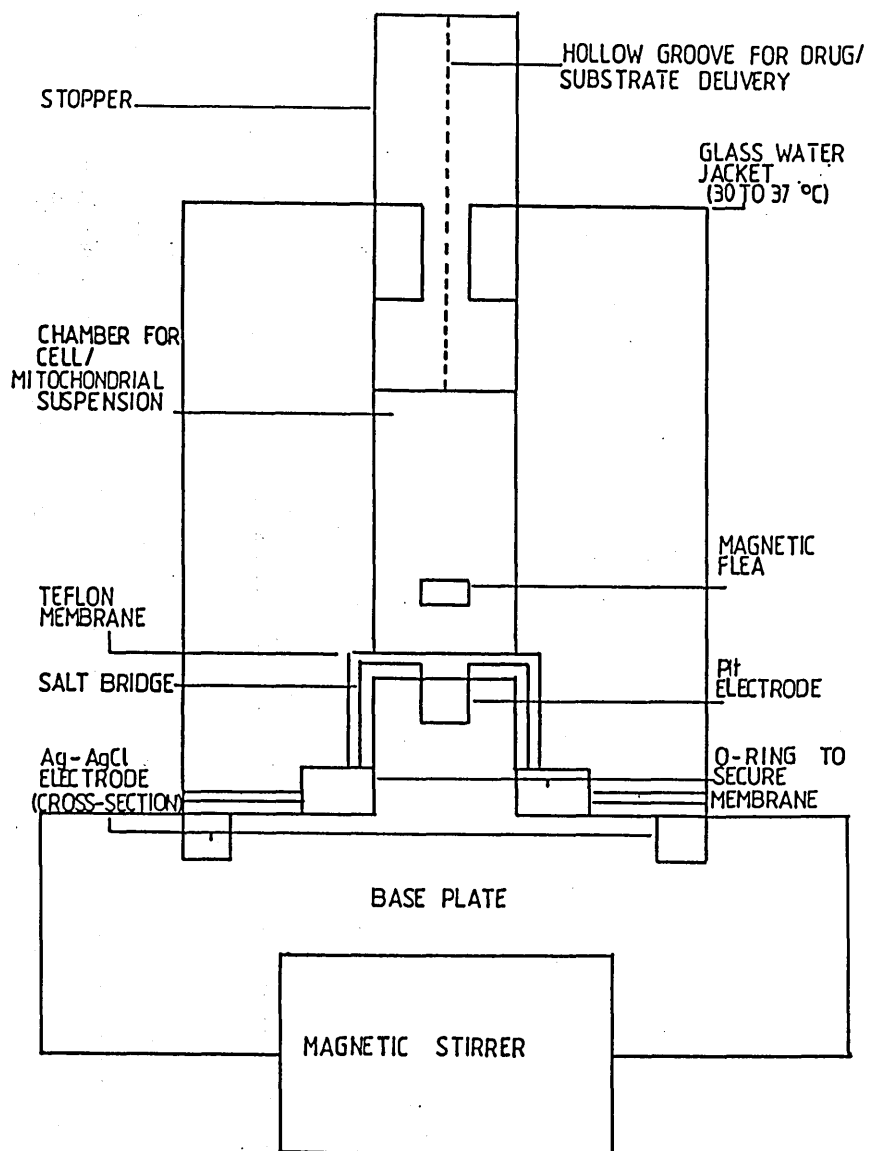 HOLLOW GROOVE FOR DRUG/
SUBSTRATE DELIVERY
STOPPER
GLASS WATER
JACKET
(30 TO 37 °C)
CHAMBER FOR
CELL/
MITOCHONDRIAL
SUSPENSION
MAGNETIC
FLEA
TEFLON
MEMBRANE
SALT BRIDGE
Pt
ELECTRODE
Ag-AgCl
ELECTRODE
(CROSS-SECTION)
O-RING TO
SECURE
MEMBRANE
BASE PLATE
MAGNETIC STIRRER